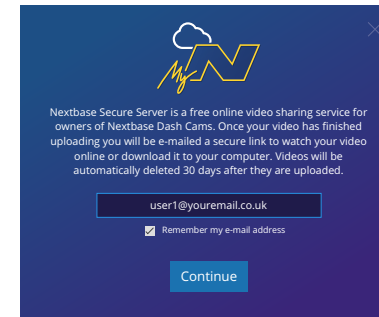 My N
Nextbase Secure Server is a free online video sharing service for
owners of Nextbase Dash Cams. Once your video has finished
uploading you will be e-mailed a secure link to watch your video
online or download it to your computer. Videos will be
automatically deleted 30 days after they are uploaded.
user1@youremail.co.uk
Remember my e-mail address
Continue